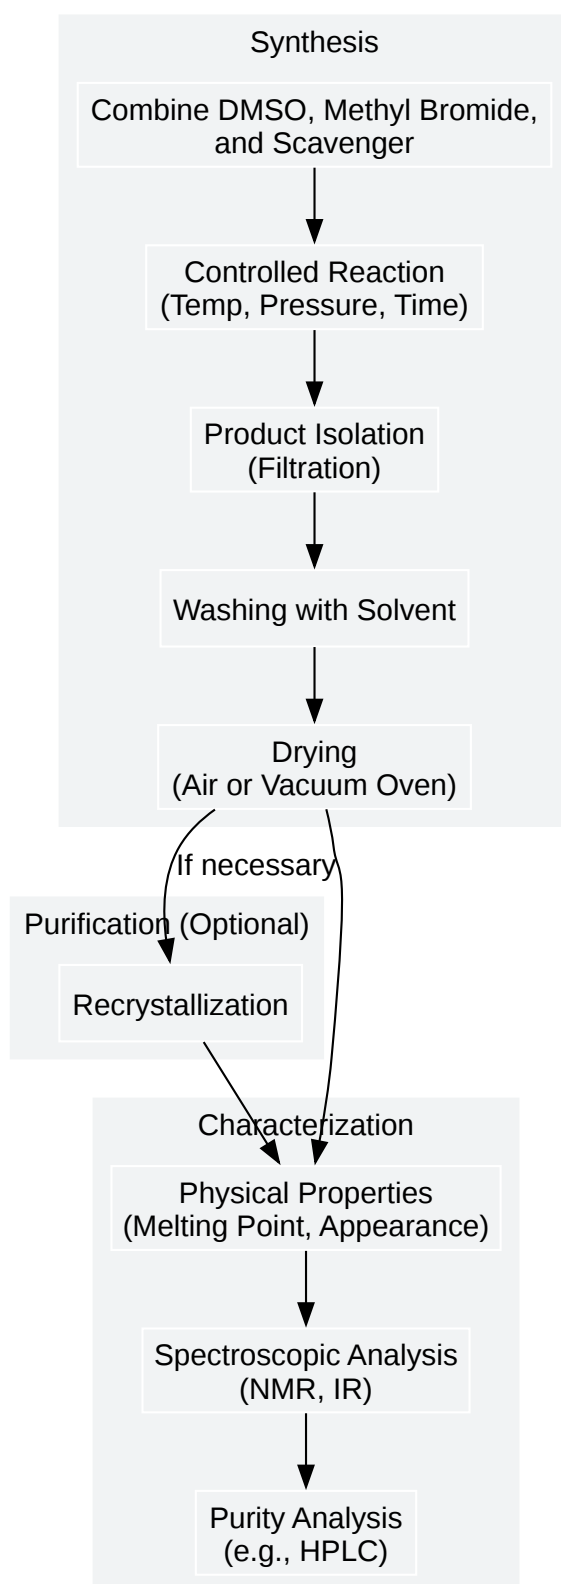 Synthesis
Combine DMSO, Methyl Bromide,
and Scavenger
Controlled Reaction
(Temp, Pressure, Time)
Product Isolation
(Filtration)
Washing with Solvent
Drying
(Air or Vacuum Oven)
If necessary
Purification (Optional)
Recrystallization
Characterization
Physical Properties
(Melting Point, Appearance)
Spectroscopic Analysis
(NMR, IR)
Purity Analysis
(e.g., HPLC)